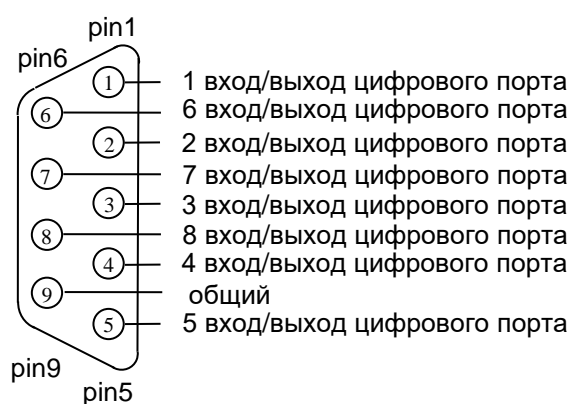 pin1
pin6
1 1 вход/выход цифрового порта
6 6 вход/выход цифрового порта
2 2 вход/выход цифрового порта
7 7 вход/выход цифрового порта
3 3 вход/выход цифрового порта
8 8 вход/выход цифрового порта
4 4 вход/выход цифрового порта
9 общий
5 5 вход/выход цифрового порта
pin9
pin5